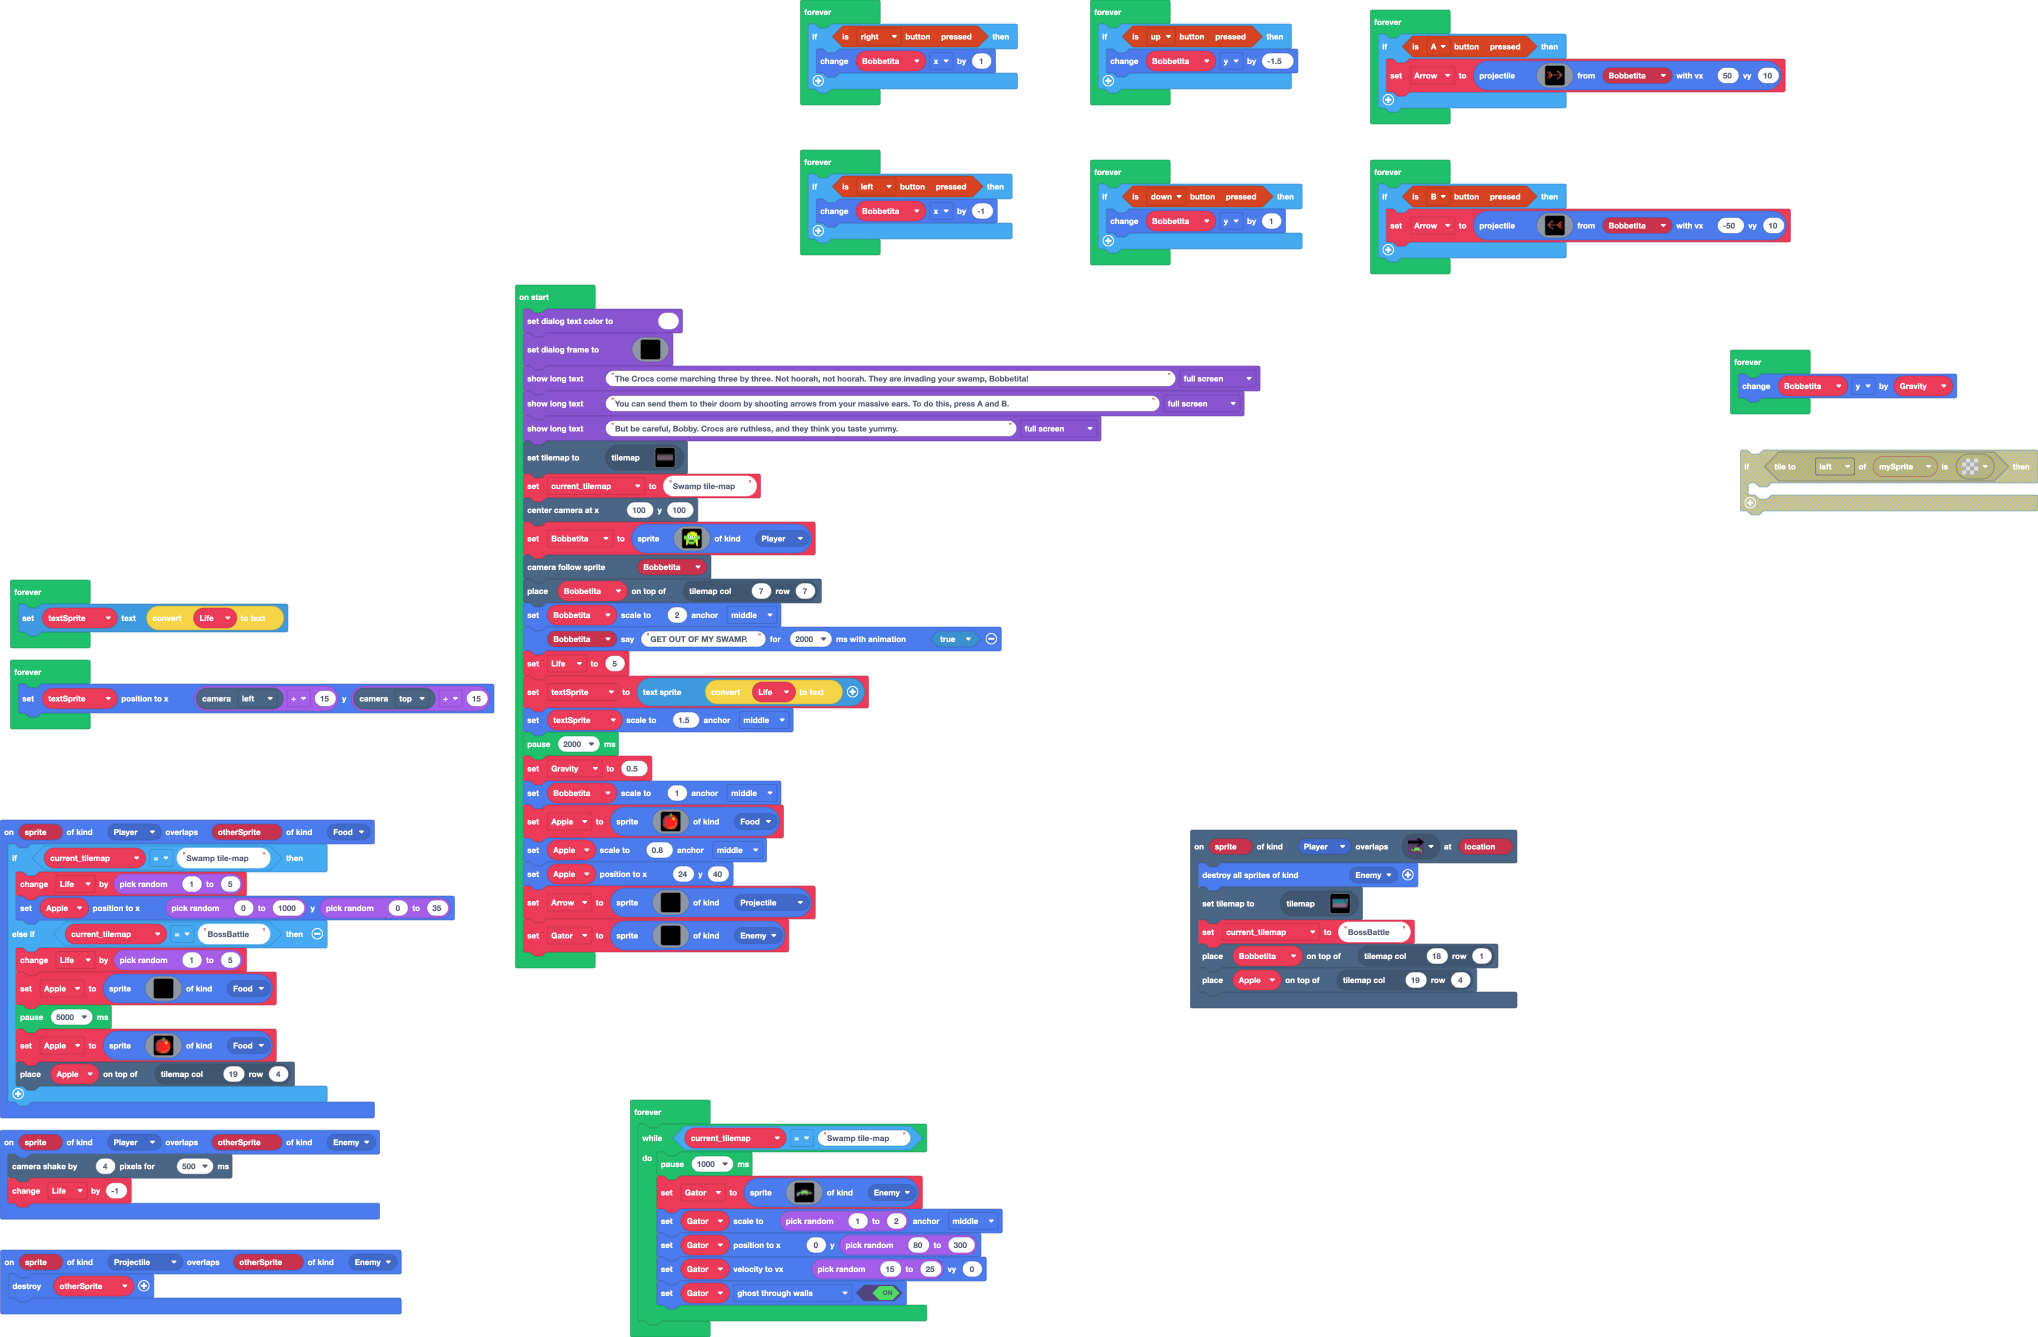 forever
if is right button pressed then
change Bobbetita x by 1
forever
if is up button pressed then
change Bobbetita y by -1.5
forever
if is A button pressed then
set Arrow to projectile from Bobbetita with vx 50 vy 10
forever
if is left button pressed then
change Bobbetita x by -1
forever
if is down button pressed then
change Bobbetita y by 1
forever
if is B button pressed then
set Arrow to projectile from Bobbetita with vx -50 vy 10
on start
set dialog text color to
set dialog frame to
show long text "The Crocs come marching three by three. Not hoorah, not hoorah. They are invading your swamp, Bobbetita!" full screen
show long text "You can send them to their doom by shooting arrows from your massive ears. To do this, press A and B. " full screen
show long text "But be careful, Bobby. Crocs are ruthless, and they think you taste yummy. " full screen
set tilemap to tilemap
set current_tilemap to "Swamp tile-map"
center camera at x 100 y 100
set Bobbetita to sprite of kind Player
camera follow sprite Bobbetita
place Bobbetita on top of tilemap col 7 row 7
set Bobbetita scale to 2 anchor middle
Bobbetita say "GET OUT OF MY SWAMP. " for 2000 ms with animation true
set Life to 5
set textSprite to text sprite convert Life to text
set textSprite scale to 1.5 anchor middle
pause 2000 ms
set Gravity to 0.5
set Bobbetita scale to 1 anchor middle
set Apple to sprite of kind Food
set Apple scale to 0.8 anchor middle
set Apple position to x 24 y 40
set Arrow to sprite of kind Projectile
set Gator to sprite of kind Enemy
forever
change Bobbetita y by Gravity
if tile to left of mySprite is then
forever
set textSprite text convert Life to text
forever
set textSprite position to x camera left + 15 y camera top + 15
on sprite of kind Player overlaps otherSprite of kind Food
if current_tilemap = "Swamp tile-map" then
change Life by pick random 1 to 5
set Apple position to x pick random 0 to 1000 y pick random 0 to 35
else if current_tilemap = "BossBattle" then
change Life by pick random 1 to 5
set Apple to sprite of kind Food
pause 5000 ms
set Apple to sprite of kind Food
place Apple on top of tilemap col 19 row 4
on sprite of kind Player overlaps otherSprite of kind Enemy
camera shake by 4 pixels for 500 ms
change Life by -1
on sprite of kind Projectile overlaps otherSprite of kind Enemy
destroy otherSprite
on sprite of kind Player overlaps at location
destroy all sprites of kind Enemy
set tilemap to tilemap
set current_tilemap to "BossBattle"
place Bobbetita on top of tilemap col 18 row 1
place Apple on top of tilemap col 19 row 4
forever
while current_tilemap = "Swamp tile-map"
do pause 1000 ms
set Gator to sprite of kind Enemy
set Gator scale to pick random 1 to 2 anchor middle
set Gator position to x 0 y pick random 80 to 300
set Gator velocity to vx pick random 15 to 25 vy 0
set Gator ghost through walls ON